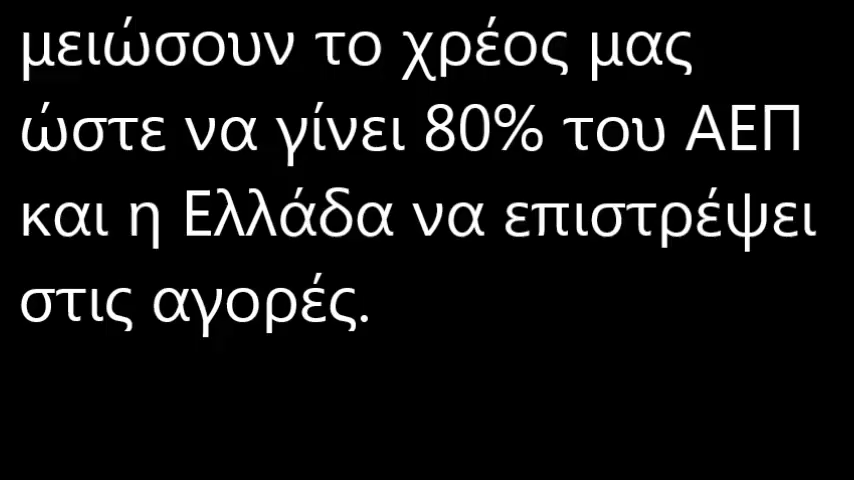 μειώσουν το χρέος μας
ώστε να γίνει 80% του ΑΕΠ
και η Ελλάδα να επιστρέψει
στις αγορές.